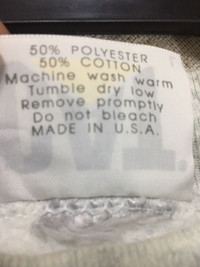 50% POLYESTER
50% COTTON
Machine wash warm
Tumble dry low
Remove promptly
Do not bleach
MADE IN U.S.A.